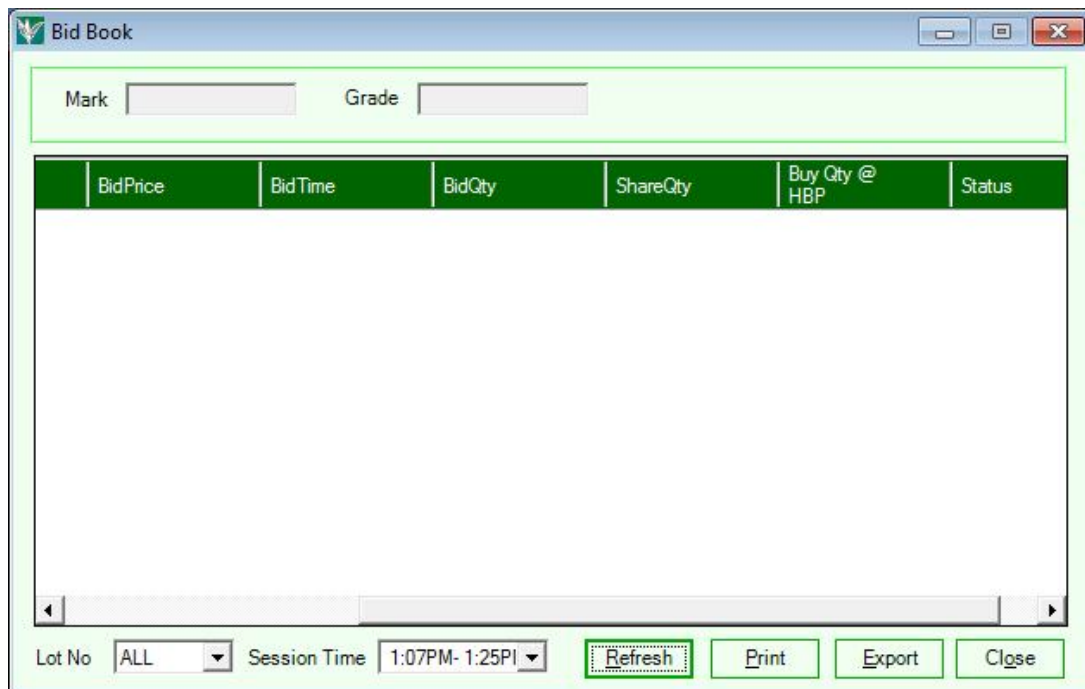 Bid Book
Mark
Grade
BidPrice BidTime BidQty ShareQty Buy Qty @ HBP Status
Lot No ALL Session Time 1:07PM- 1:25PI Refresh Print Export Close